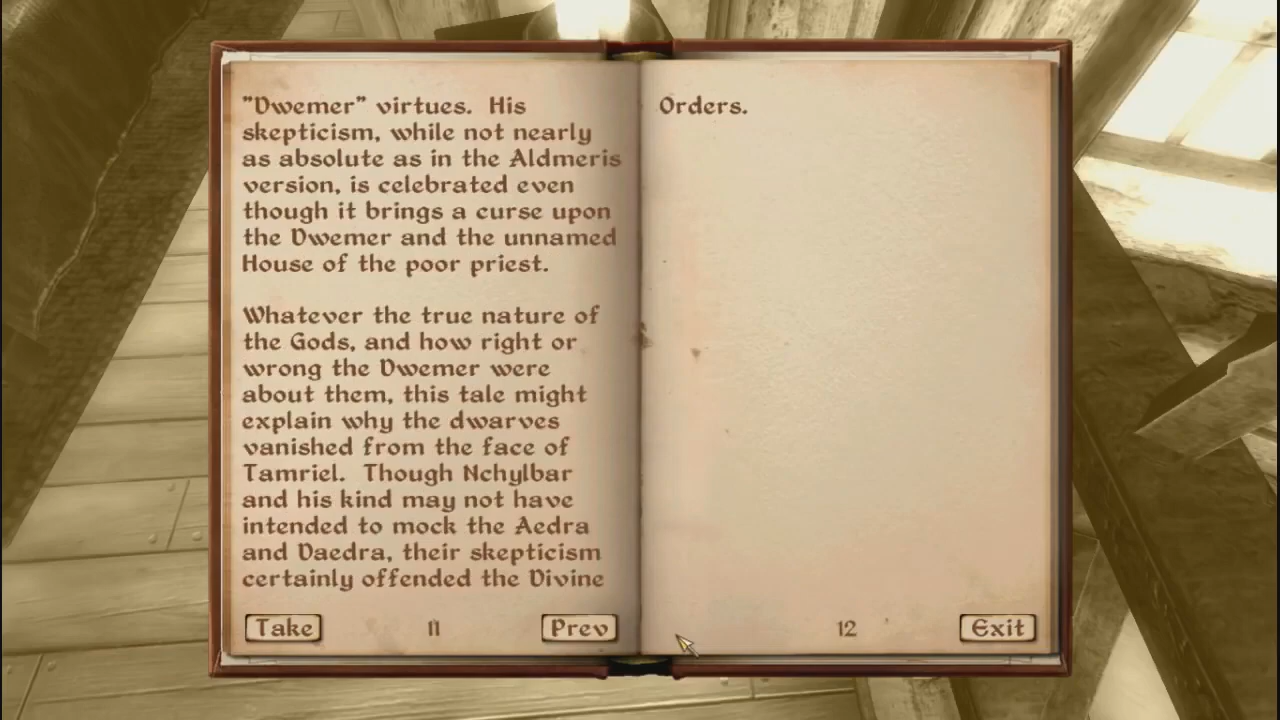 "Dwemer" virtues. His
skepticism, while not nearly
as absolute as in the Aldmeris
version, is celebrated even
though it brings a curse upon
the Dwemer and the unnamed
House of the poor priest.
Whatever the true nature of
the Gods, and how right or
wrong the Dwemer were
about them, this tale might
explain why the dwarves
vanished from the face of
Tamriel. Though Nchylbar
and his kind may not have
intended to mock the Aedra
and Daedra, their skepticism
certainly offended the Divine
Take 11 Prev
Orders.
12 Exit